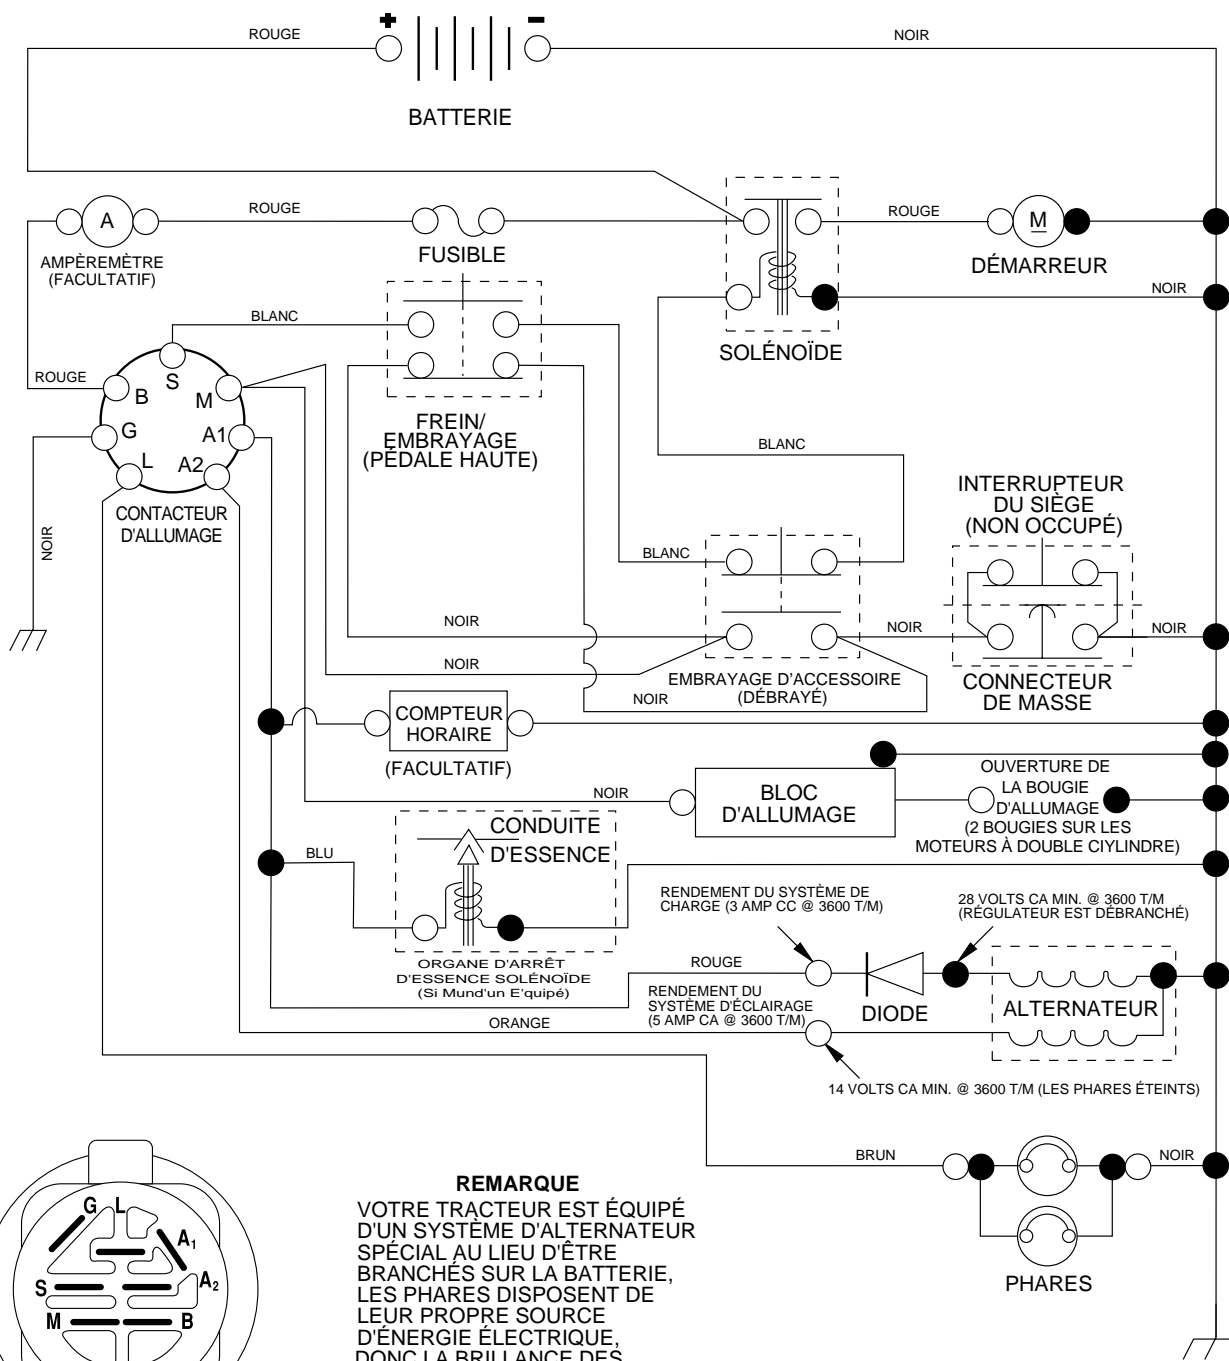 + −
ROUGE
NOIR
BATTERIE
A
ROUGE
ROUGE
M
AMPÈREMÈTRE
(FACULTATIF)
FUSIBLE
DÉMARREUR
NOIR
BLANC
SOLÉNOÏDE
ROUGE
S
B
M
G
A1
L
A2
FREIN/
EMBRAYAGE
(PÉDALE HAUTE)
BLANC
CONTACTEUR
D'ALLUMAGE
NOIR
INTERRUPTEUR
DU SIÈGE
(NON OCCUPÉ)
BLANC
NOIR
NOIR
NOIR
NOIR
EMBRAYAGE D'ACCESSOIRE
(DÉBRAYÉ)
NOIR
CONNECTEUR
DE MASSE
COMPTEUR
HORAIRE
(FACULTATIF)
NOIR
BLOC
D'ALLUMAGE
OUVERTURE DE
LA BOUGIE
D'ALLUMAGE
(2 BOUGIES SUR LES
MOTEURS À DOUBLE CIYLINDRE)
CONDUITE
D'ESSENCE
BLU
ORGANE D'ARRÊT
D'ESSENCE SOLÉNOÏDE
(Si Mund'un E'quipé)
RENDEMENT DU SYSTÈME DE
CHARGE (3 AMP CC @ 3600 T/M)
28 VOLTS CA MIN. @ 3600 T/M
(RÉGULATEUR EST DÉBRANCHÉ)
ROUGE
RENDEMENT DU
SYSTÈME D'ÉCLAIRAGE
(5 AMP CA @ 3600 T/M)
DIODE
ALTERNATEUR
ORANGE
14 VOLTS CA MIN. @ 3600 T/M (LES PHARES ÉTEINTS)
BRUN
NOIR
PHARES
G L
A1
S
A2
M
B
REMARQUE
VOTRE TRACTEUR EST ÉQUIPÉ
D'UN SYSTÈME D'ALTERNATEUR
SPÉCIAL AU LIEU D'ÊTRE
BRANCHÉS SUR LA BATTERIE,
LES PHARES DISPOSENT DE
LEUR PROPRE SOURCE
D'ÉNERGIE ÉLECTRIQUE,
DONC LA BRILLANCE DES